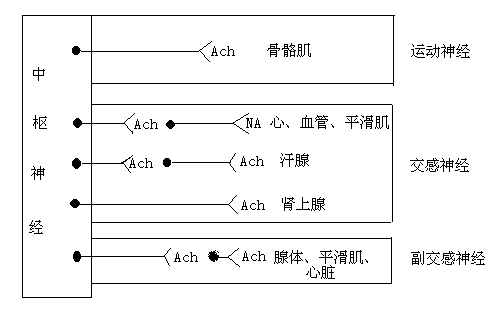 中枢神经
Ach 骨骼肌 运动神经
Ach NA 心、血管、平滑肌
Ach Ach 汗腺 交感神经
Ach 肾上腺
Ach Ach 腺体、平滑肌、 副交感神经
心脏